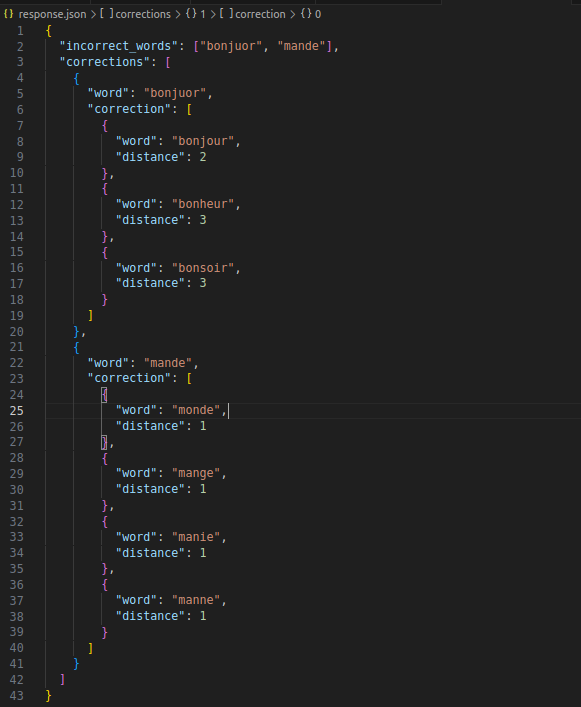 {} response.json > [ ] corrections > {} 1 > [ ] correction > {} 0
1 {
2   "incorrect_words": ["bonjuor", "mande"],
3   "corrections": [
4     {
5       "word": "bonjuor",
6       "correction": [
7         {
8           "word": "bonjour",
9           "distance": 2
10         },
11         {
12           "word": "bonheur",
13           "distance": 3
14         },
15         {
16           "word": "bonsoir",
17           "distance": 3
18         }
19       ]
20     },
21     {
22       "word": "mande",
23       "correction": [
24         {
25           "word": "monde",
26           "distance": 1
27         },
28         {
29           "word": "mange",
30           "distance": 1
31         },
32         {
33           "word": "manie",
34           "distance": 1
35         },
36         {
37           "word": "manne",
38           "distance": 1
39         }
40       ]
41     }
42   ]
43 }